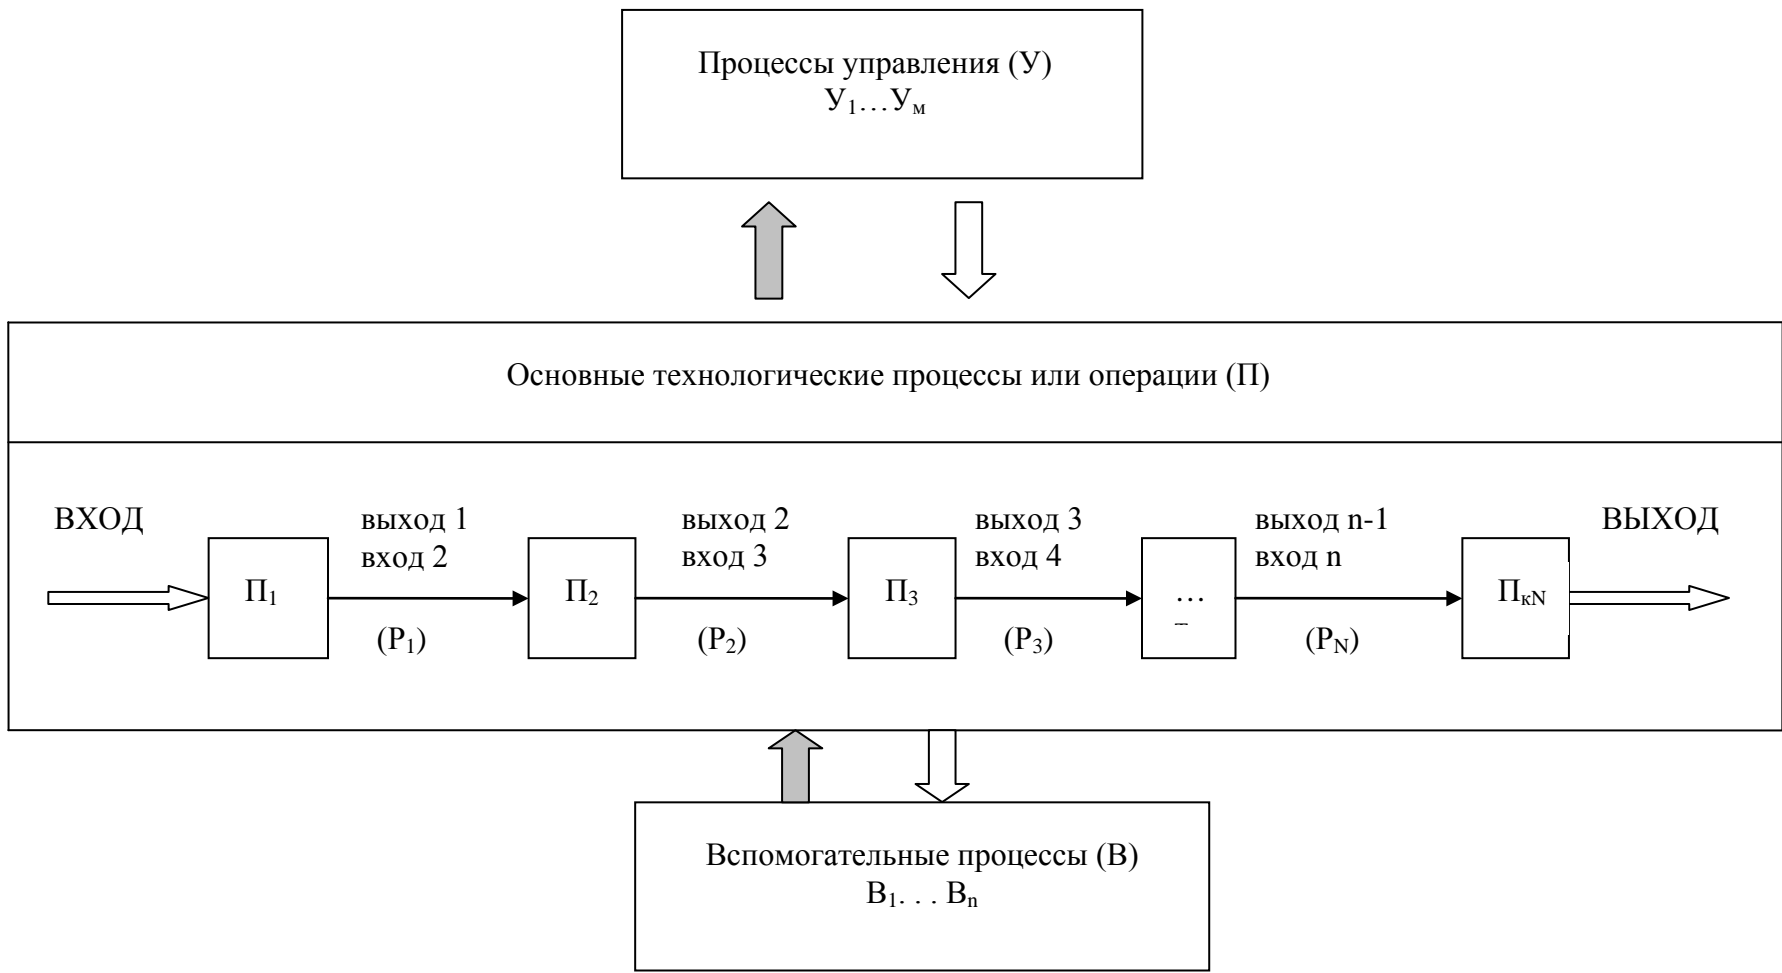 Процессы управления (У)
У₁…Уₘ
Основные технологические процессы или операции (П)
ВХОД
выход 1
вход 2
выход 2
вход 3
выход 3
вход 4
выход n-1
вход n
ВЫХОД
П₁
П₂
П₃
…
ПкN
(Р₁)
(Р₂)
(Р₃)
(РN)
Вспомогательные процессы (В)
В₁. . . Вₙ